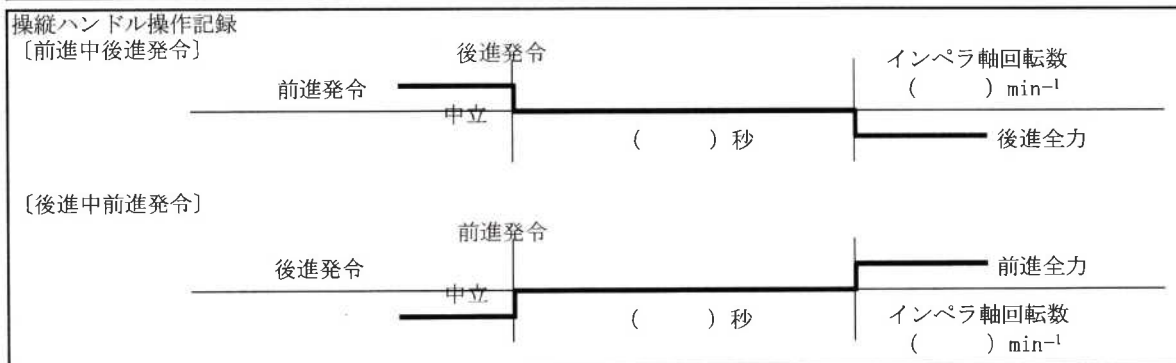 操縦ハンドル操作記録
〔前進中後進発令〕
後進発令
インペラ軸回転数
前進発令
(　　　) min⁻¹
中立
(　　　) 秒
後進全力
〔後進中前進発令〕
前進発令
後進発令
前進全力
中立
(　　　) 秒
インペラ軸回転数
(　　　) min⁻¹